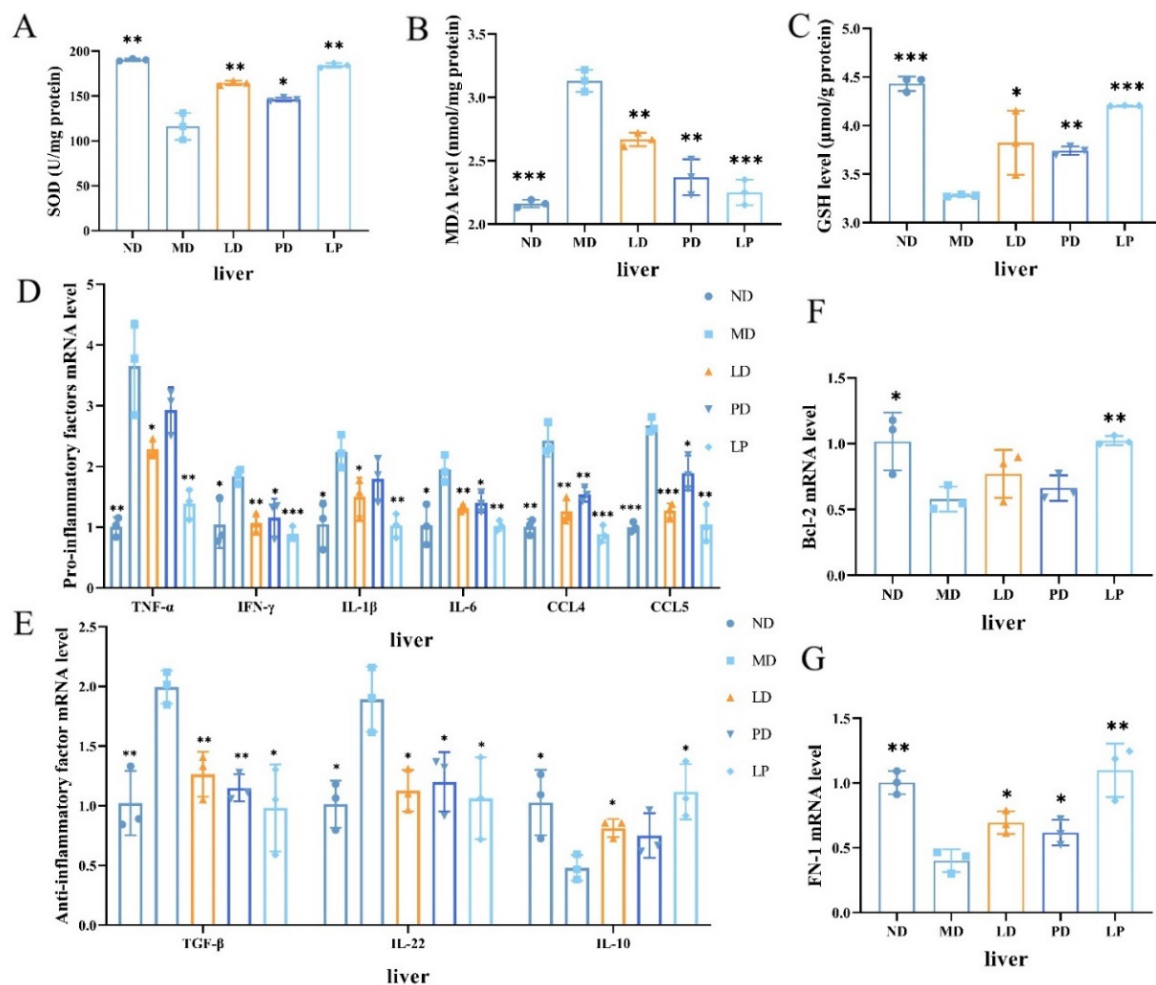 A
SOD (U/mg protein)
200
150
100
50
0
** ** * **
ND MD LD PD LP
liver
B
MDA level (nmol/mg protein)
3.5
3.0
2.5
2.0
*** ** ** ***
ND MD LD PD LP
liver
C
GSH level (μmol/g protein)
5.0
4.5
4.0
3.5
3.0
*** * ** ***
ND MD LD PD LP
liver
D
Pro-inflammatory factors mRNA level
5
4
3
2
1
0
** * **
* ** * ***
* * **
* ** * **
** ** ** ***
*** *** * **
TNF-α IFN-γ IL-1β IL-6 CCL4 CCL5
liver
ND
MD
LD
PD
LP
E
Anti-inflammatory factor mRNA level
2.5
2.0
1.5
1.0
0.5
0.0
** ** ** *
* * * *
* * *
TGF-β IL-22 IL-10
liver
ND
MD
LD
PD
LP
F
Bcl-2 mRNA level
1.5
1.0
0.5
0.0
* **
ND MD LD PD LP
liver
G
FN-1 mRNA level
1.5
1.0
0.5
0.0
** * * **
ND MD LD PD LP
liver